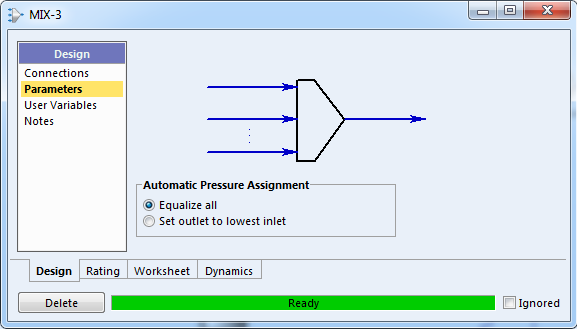 MIX-3
Design
Connections
Parameters
User Variables
Notes
Automatic Pressure Assignment
Equalize all
Set outlet to lowest inlet
Design Rating Worksheet Dynamics
Delete Ready Ignored